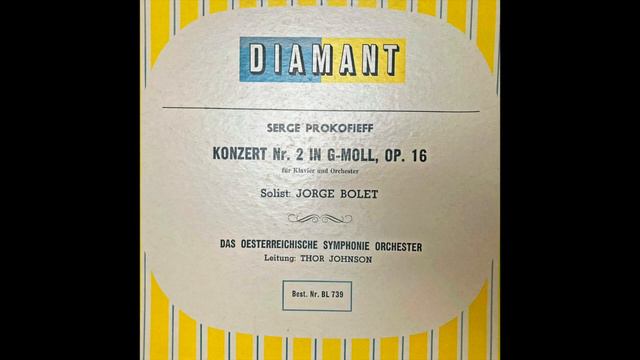 DIAMANT
SERGE PROKOFIEFF
KONZERT Nr. 2 IN G-MOLL, OP. 16
für Klavier und Orchester
Solist: JORGE BOLET
DAS OESTERREICHISCHE SYMPHONIE ORCHESTER
Leitung: THOR JOHNSON
Best. Nr. BL 739